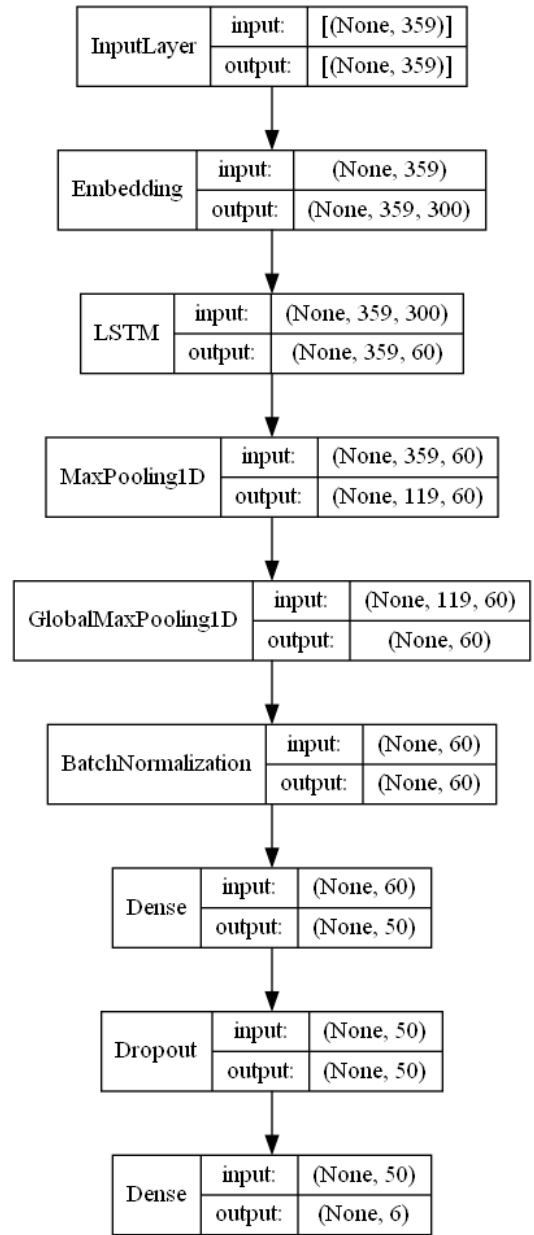 InputLayer
input: [(None, 359)]
output: [(None, 359)]
Embedding
input: (None, 359)
output: (None, 359, 300)
LSTM
input: (None, 359, 300)
output: (None, 359, 60)
MaxPooling1D
input: (None, 359, 60)
output: (None, 119, 60)
GlobalMaxPooling1D
input: (None, 119, 60)
output: (None, 60)
BatchNormalization
input: (None, 60)
output: (None, 60)
Dense
input: (None, 60)
output: (None, 50)
Dropout
input: (None, 50)
output: (None, 50)
Dense
input: (None, 50)
output: (None, 6)